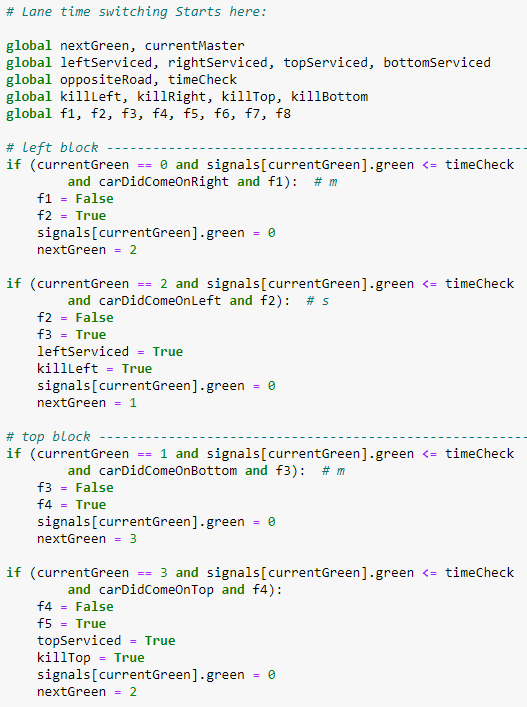 # Lane time switching Starts here:
global nextGreen, currentMaster
global leftServiced, rightServiced, topServiced, bottomServiced
global oppositeRoad, timeCheck
global killLeft, killRight, killTop, killBottom
global f1, f2, f3, f4, f5, f6, f7, f8
# left block -----------------------------------------------------
if (currentGreen == 0 and signals[currentGreen].green <= timeCheck
        and carDidComeOnRight and f1):  # m
    f1 = False
    f2 = True
    signals[currentGreen].green = 0
    nextGreen = 2
if (currentGreen == 2 and signals[currentGreen].green <= timeCheck
        and carDidComeOnLeft and f2):  # s
    f2 = False
    f3 = True
    leftServiced = True
    killLeft = True
    signals[currentGreen].green = 0
    nextGreen = 1
# top block ------------------------------------------------------
if (currentGreen == 1 and signals[currentGreen].green <= timeCheck
        and carDidComeOnBottom and f3):  # m
    f3 = False
    f4 = True
    signals[currentGreen].green = 0
    nextGreen = 3
if (currentGreen == 3 and signals[currentGreen].green <= timeCheck
        and carDidComeOnTop and f4):
    f4 = False
    f5 = True
    topServiced = True
    killTop = True
    signals[currentGreen].green = 0
    nextGreen = 2